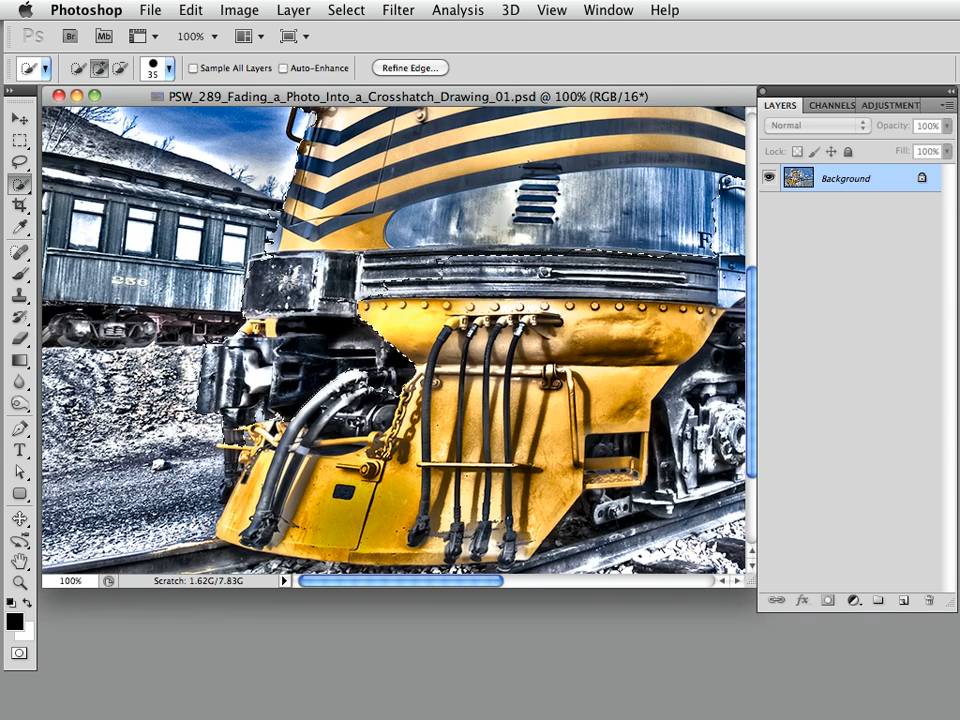 Photoshop File Edit Image Layer Select Filter Analysis 3D View Window Help
Ps Br Mb 100%
35 Sample All Layers Auto-Enhance Refine Edge...
PSW_289_Fading_a_Photo_Into_a_Crosshatch_Drawing_01.psd @ 100% (RGB/16*)
LAYERS CHANNELS ADJUSTMENT
Normal Opacity: 100%
Lock: Fill: 100%
Background
F
256
T
100% Scratch: 1.62G/7.83G
fx